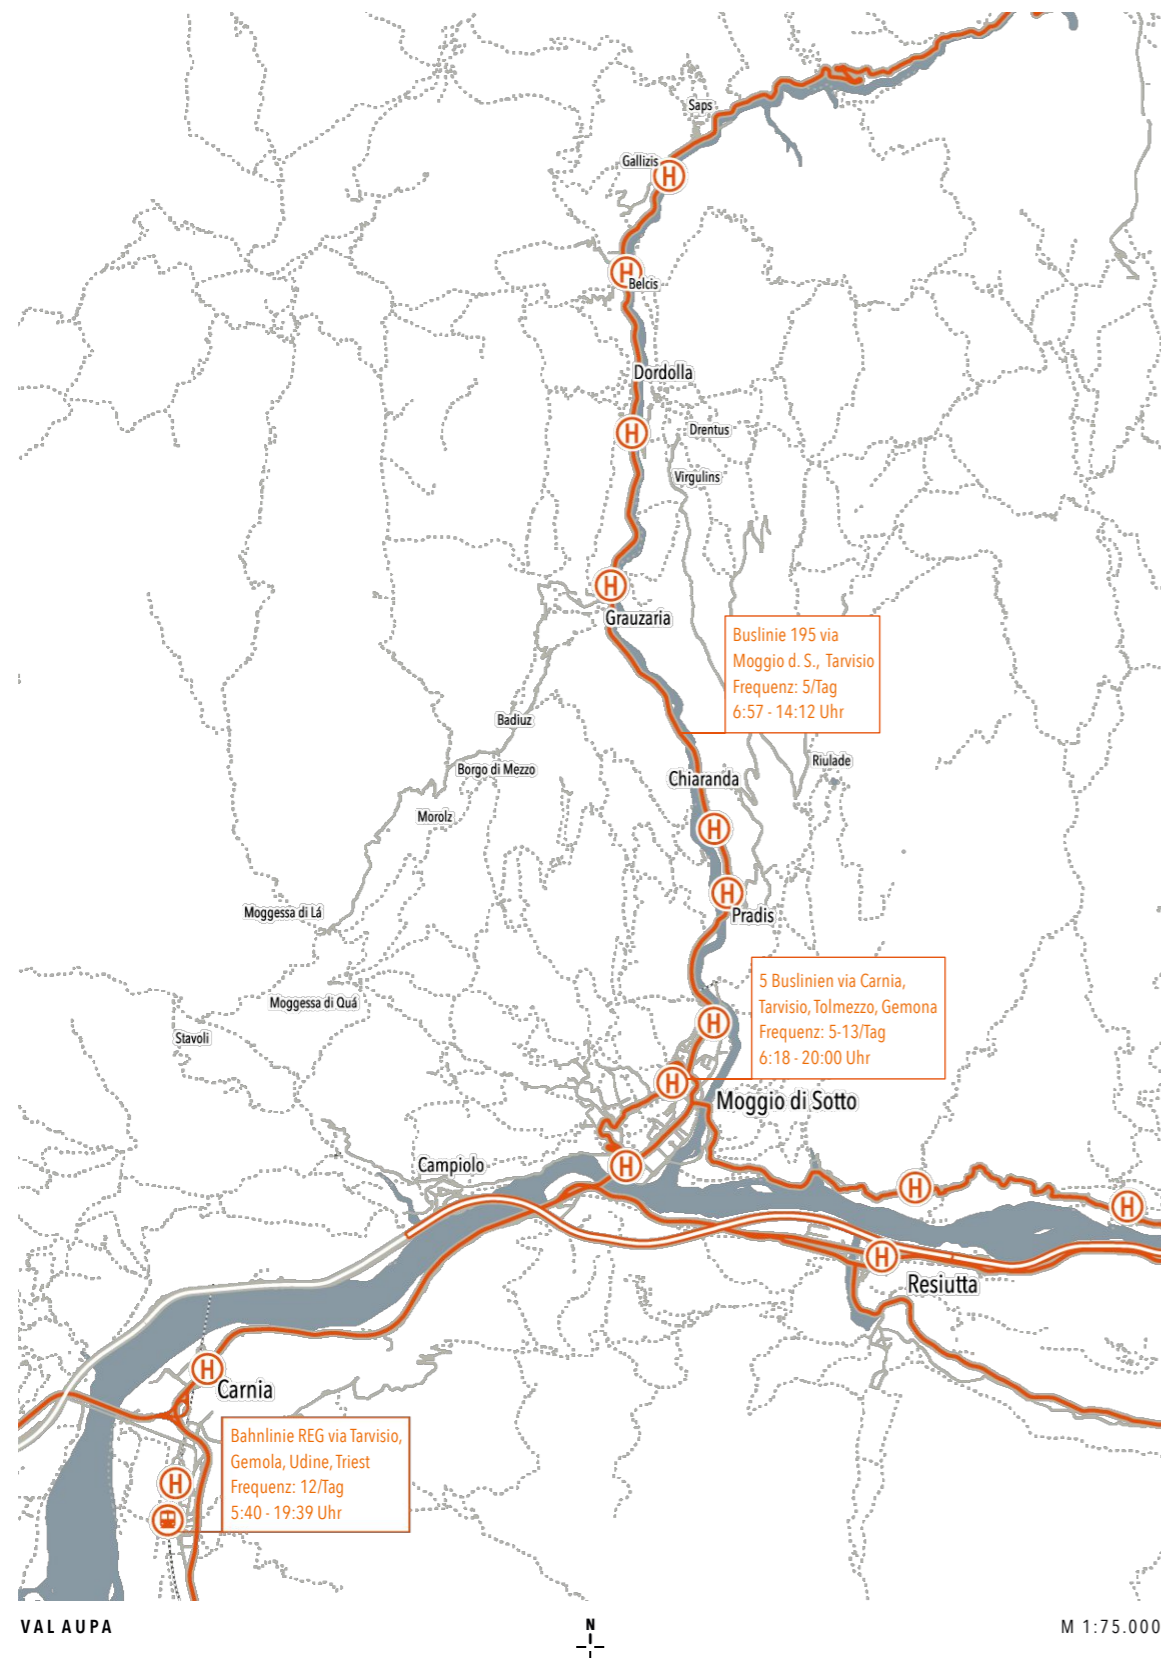 Saps
Gallizis
H
H
Belcis
Dordolla
H
Drentus
Virgulins
H
Grauzaria
Buslinie 195 via
Moggio d. S., Tarvisio
Frequenz: 5/Tag
6:57 - 14:12 Uhr
Badiuz
Borgo di Mezzo
Riulade
Chiaranda
Morolz
H
H
Pradis
Moggessa di Lá
5 Buslinien via Carnia,
Tarvisio, Tolmezzo, Gemona
Frequenz: 5-13/Tag
6:18 - 20:00 Uhr
Moggessa di Quá
Stavoli
H
H
Moggio di Sotto
Campiolo
H
H
H
H
Resiutta
H
Carnia
Bahnlinie REG via Tarvisio,
Gemola, Udine, Triest
Frequenz: 12/Tag
5:40 - 19:39 Uhr
H
VAL AUPA
N
M 1:75.000